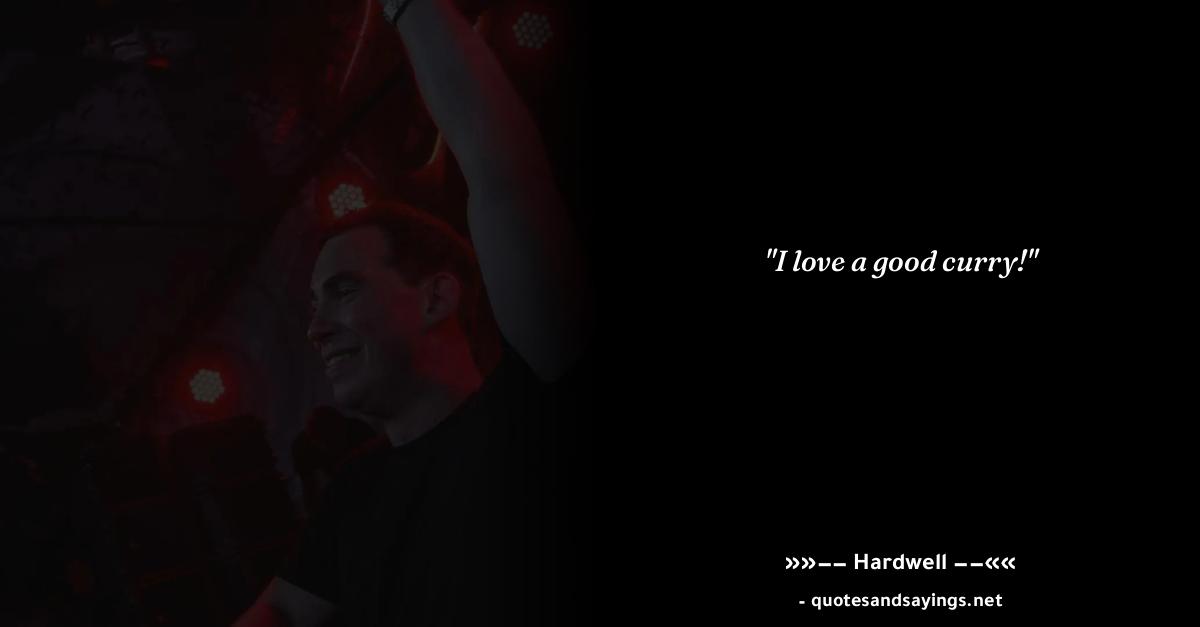 "I love a good curry!"
»»−− Hardwell −−««
- quotesandsayings.net